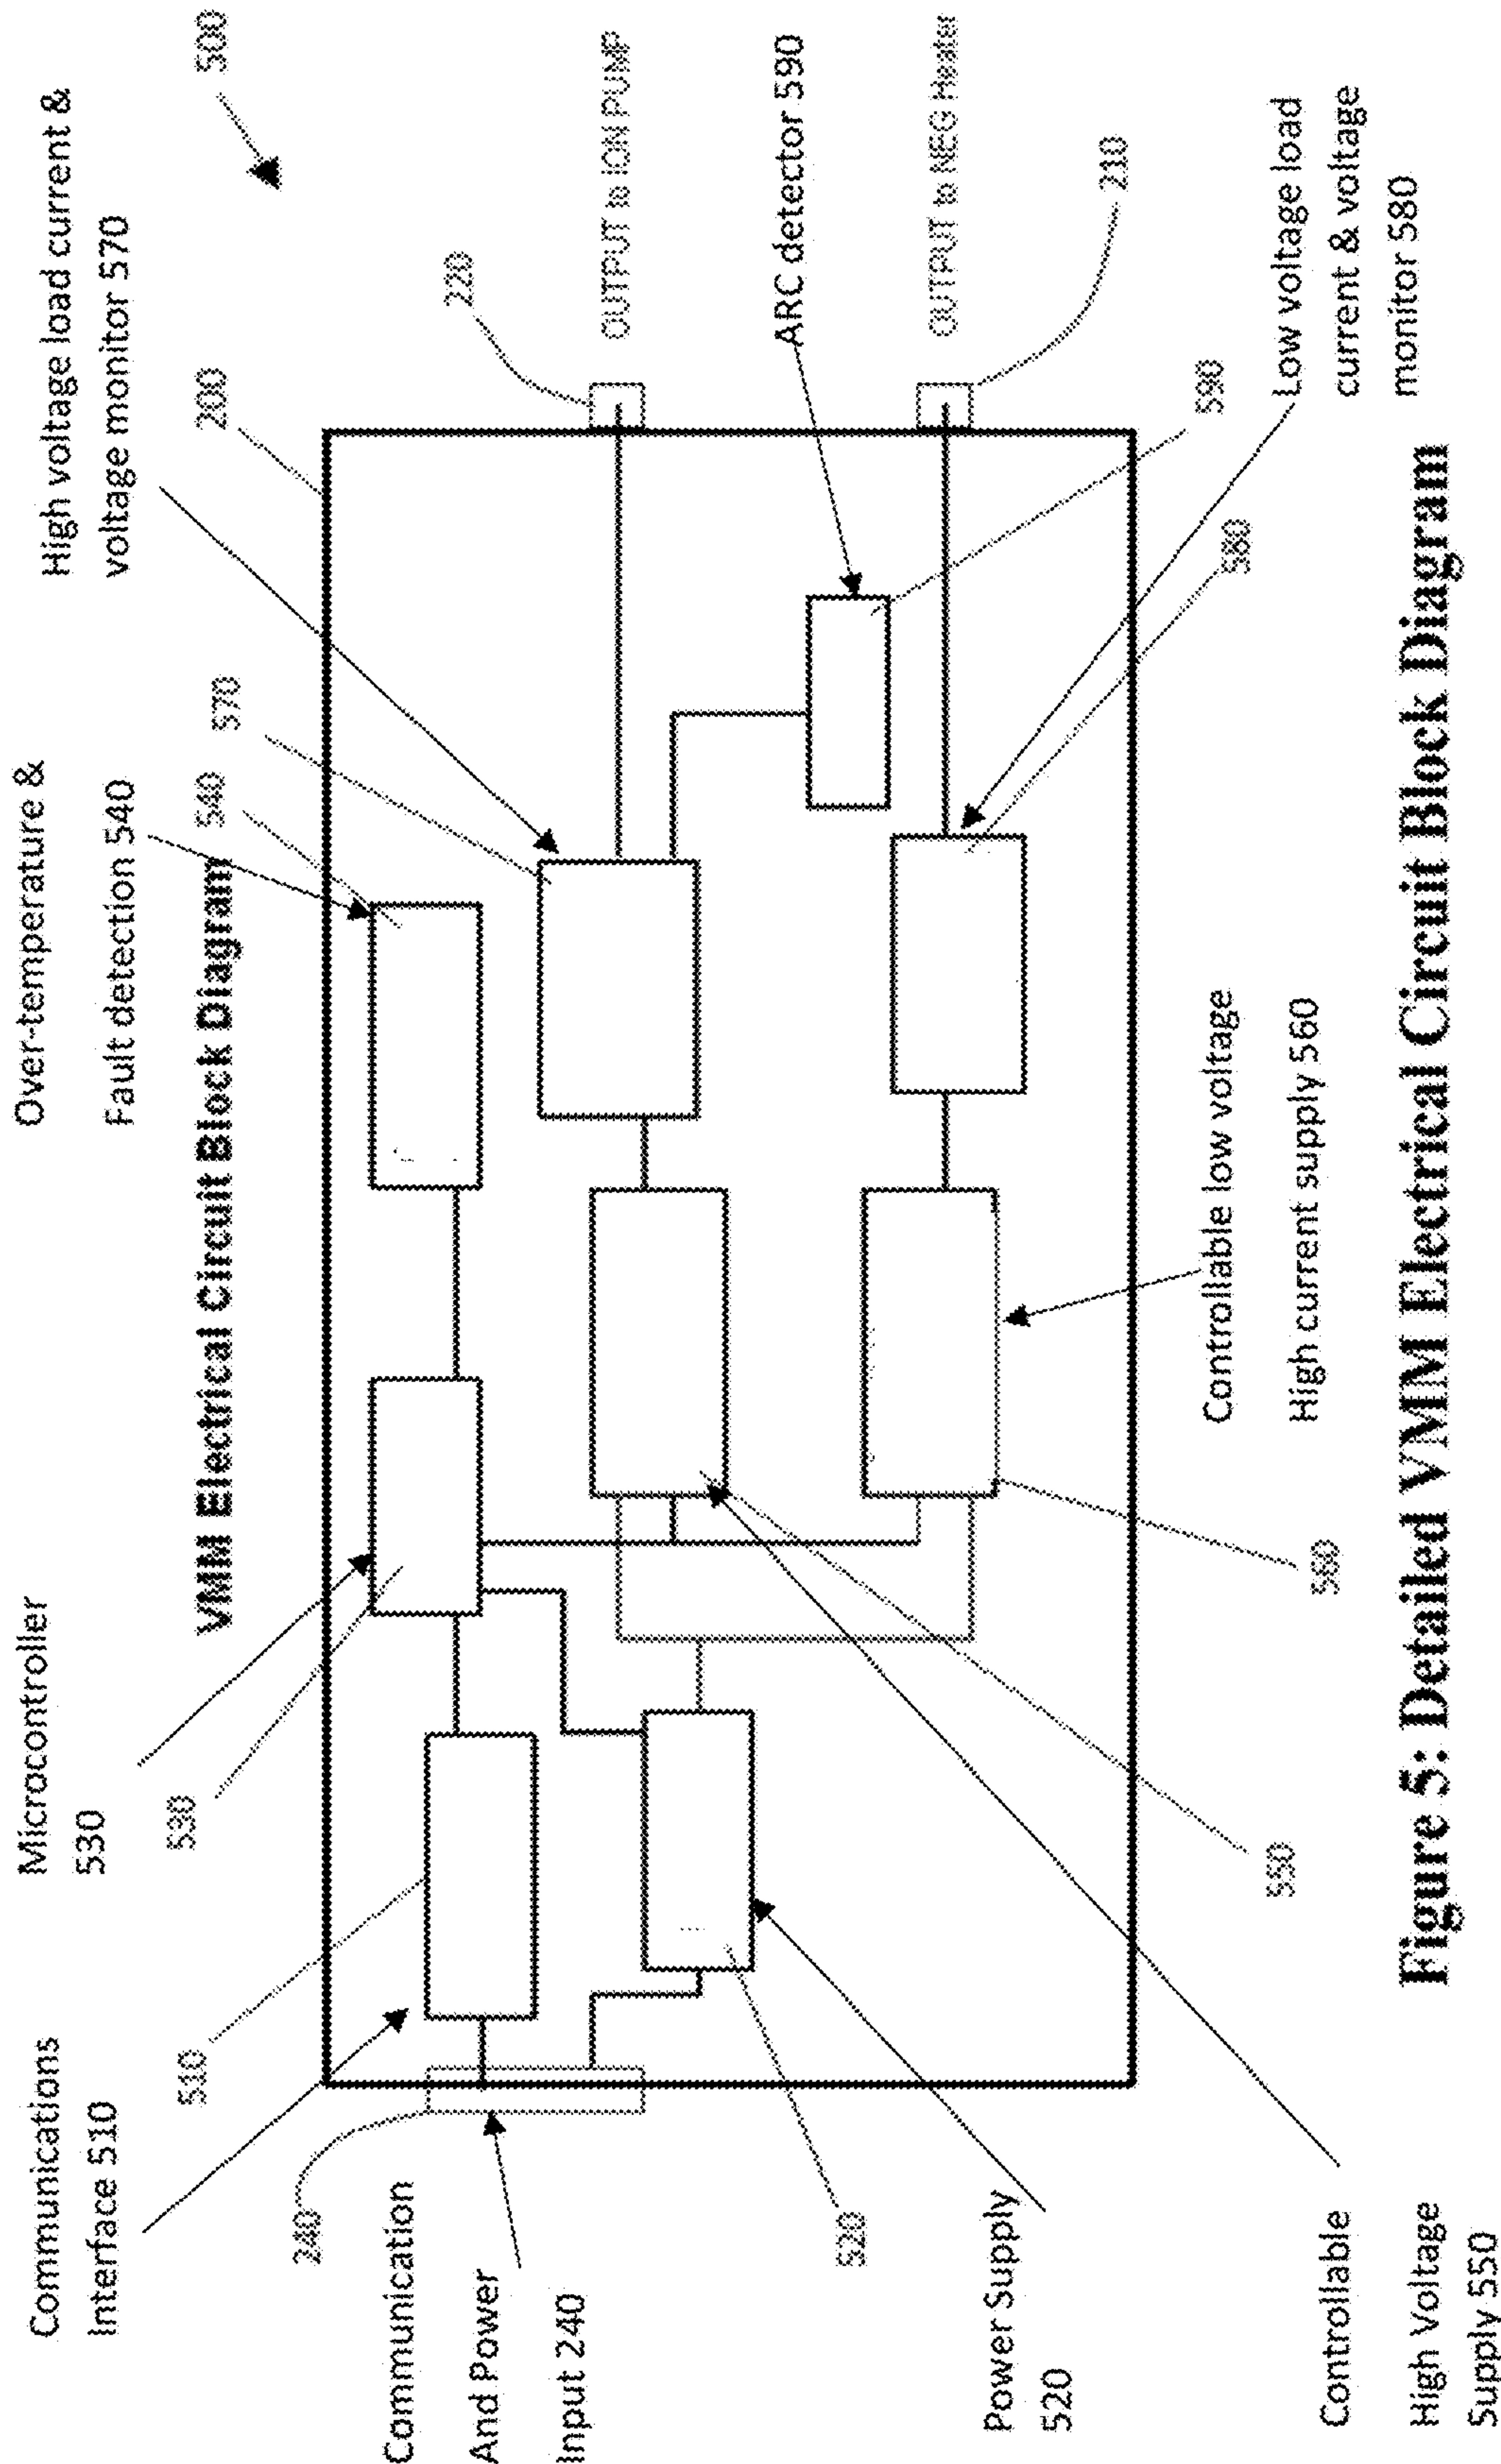 Communications
Interface 510
Microcontroller
530
Over-temperature &
Fault detection 540
High voltage load current &
voltage monitor 570
500
VMM Electrical Circuit Block Diagram
510
530
540
570
200
220
240
Communication
And Power
Input 240
OUTPUT to ION PUMP
ARC detector 590
OUTPUT to NEG Heater
210
520
Power Supply
520
590
580
Low voltage load
current & voltage
monitor 580
Controllable low voltage
High current supply 560
550
560
Controllable
High Voltage
Supply 550
Figure 5: Detailed VMM Electrical Circuit Block Diagram